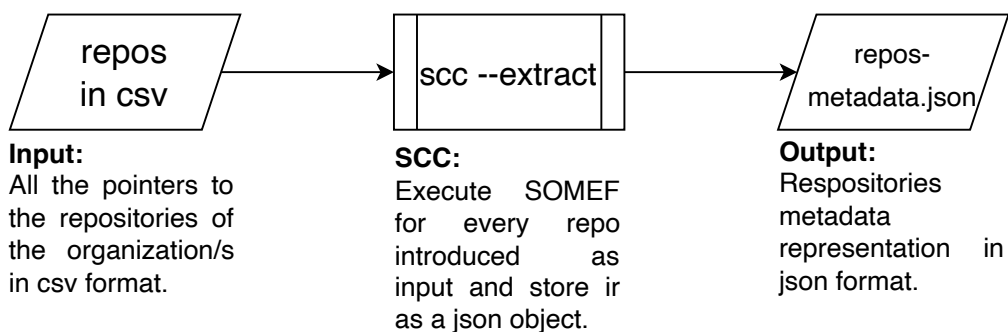 repos
in csv
scc --extract
repos-
metadata.json
Input:
All the pointers to
the repositories of
the organization/s
in csv format.
SCC:
Execute SOMEF
for every repo
introduced as
input and store ir
as a json object.
Output:
Respositories
metadata
representation in
json format.